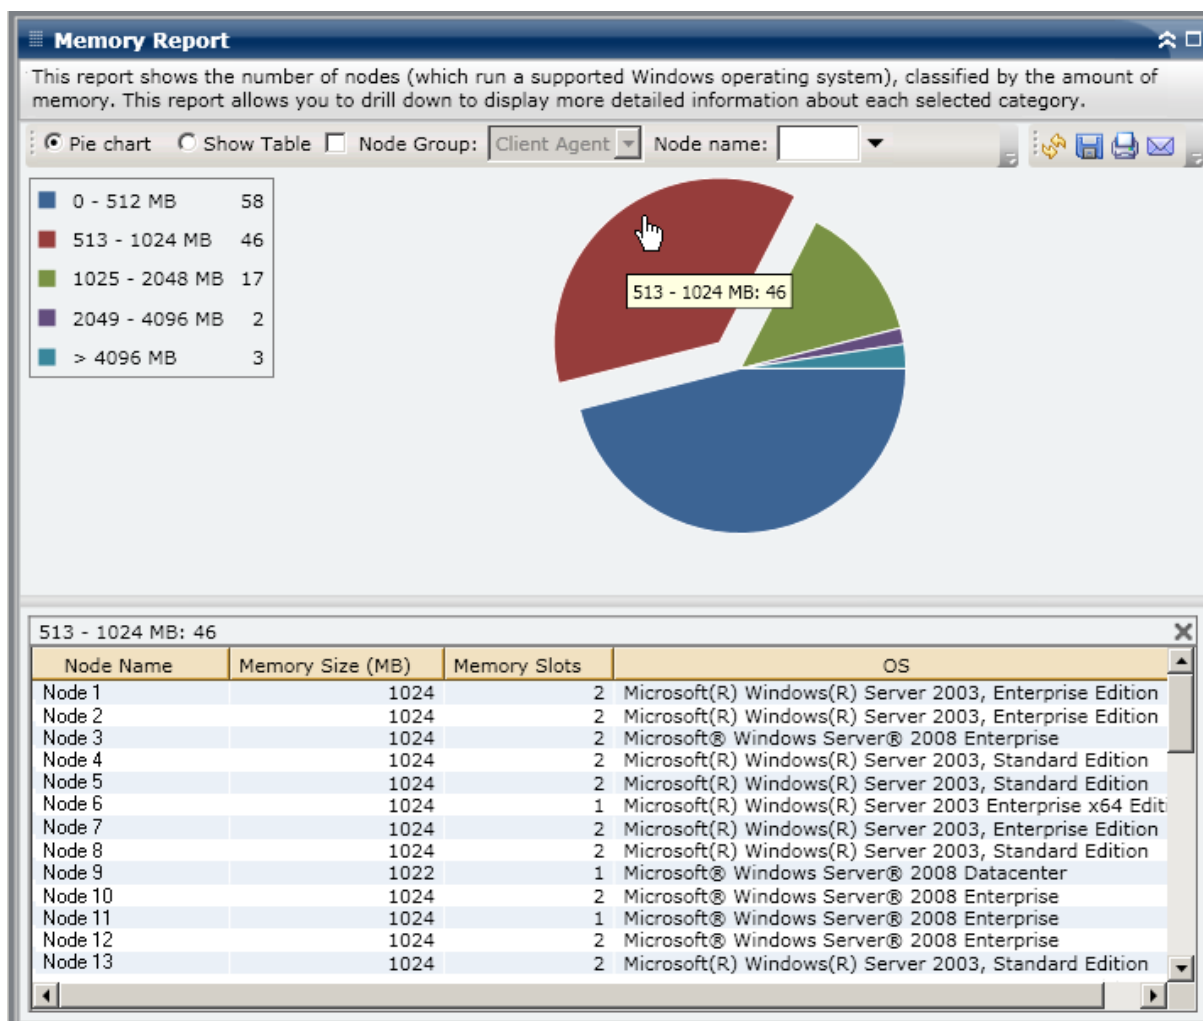 Memory Report
This report shows the number of nodes (which run a supported Windows operating system), classified by the amount of
memory. This report allows you to drill down to display more detailed information about each selected category.
Pie chart Show Table Node Group: Client Agent Node name:
0 - 512 MB 58
513 - 1024 MB 46
1025 - 2048 MB 17
2049 - 4096 MB 2
> 4096 MB 3
513 - 1024 MB: 46
513 - 1024 MB: 46
Node Name Memory Size (MB) Memory Slots OS
Node 1 1024 2 Microsoft(R) Windows(R) Server 2003, Enterprise Edition
Node 2 1024 2 Microsoft(R) Windows(R) Server 2003, Enterprise Edition
Node 3 1024 2 Microsoft® Windows Server® 2008 Enterprise
Node 4 1024 2 Microsoft(R) Windows(R) Server 2003, Standard Edition
Node 5 1024 2 Microsoft(R) Windows(R) Server 2003, Standard Edition
Node 6 1024 1 Microsoft(R) Windows(R) Server 2003 Enterprise x64 Editi
Node 7 1024 2 Microsoft(R) Windows(R) Server 2003, Enterprise Edition
Node 8 1024 2 Microsoft(R) Windows(R) Server 2003, Standard Edition
Node 9 1022 1 Microsoft® Windows Server® 2008 Datacenter
Node 10 1024 2 Microsoft® Windows Server® 2008 Enterprise
Node 11 1024 1 Microsoft® Windows Server® 2008 Enterprise
Node 12 1024 2 Microsoft® Windows Server® 2008 Enterprise
Node 13 1024 2 Microsoft(R) Windows(R) Server 2003, Standard Edition